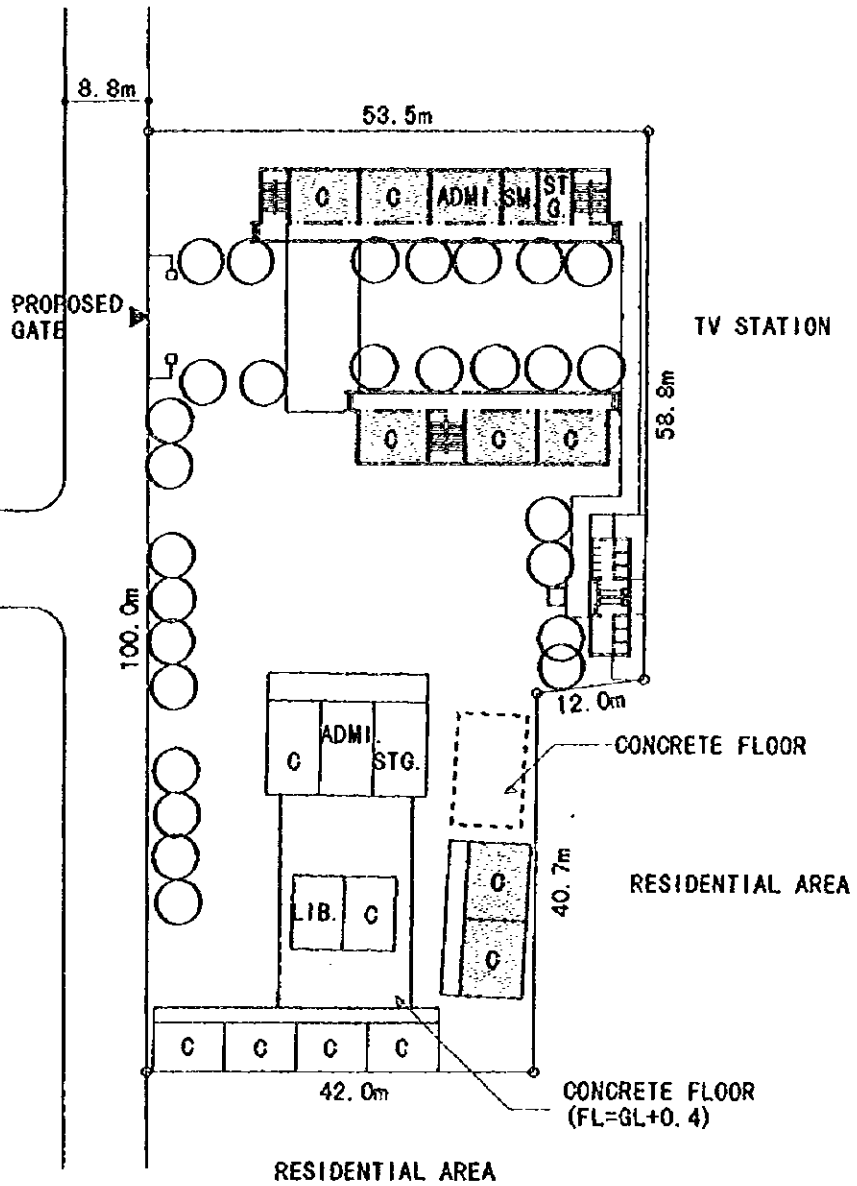 8.8m
53.5m
C
C
ADMI.
SM.
ST
G.
PROPOSED
GATE
TV STATION
58.8m
C
C
C
100.0m
12.0m
CONCRETE FLOOR
C
ADMI.
STG.
40.7m
RESIDENTIAL AREA
C
C
LIB.
C
C
C
C
C
42.0m
CONCRETE FLOOR
(FL=GL+0.4)
RESIDENTIAL AREA